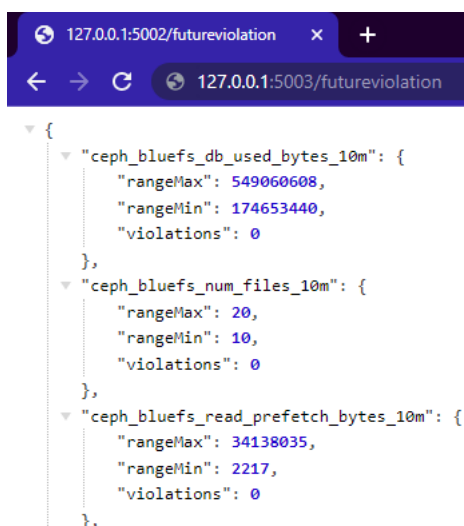 127.0.0.1:5002/futureviolation
127.0.0.1:5003/futureviolation
{
"ceph_bluefs_db_used_bytes_10m": {
"rangeMax": 549060608,
"rangeMin": 174653440,
"violations": 0
},
"ceph_bluefs_num_files_10m": {
"rangeMax": 20,
"rangeMin": 10,
"violations": 0
},
"ceph_bluefs_read_prefetch_bytes_10m": {
"rangeMax": 34138035,
"rangeMin": 2217,
"violations": 0
},